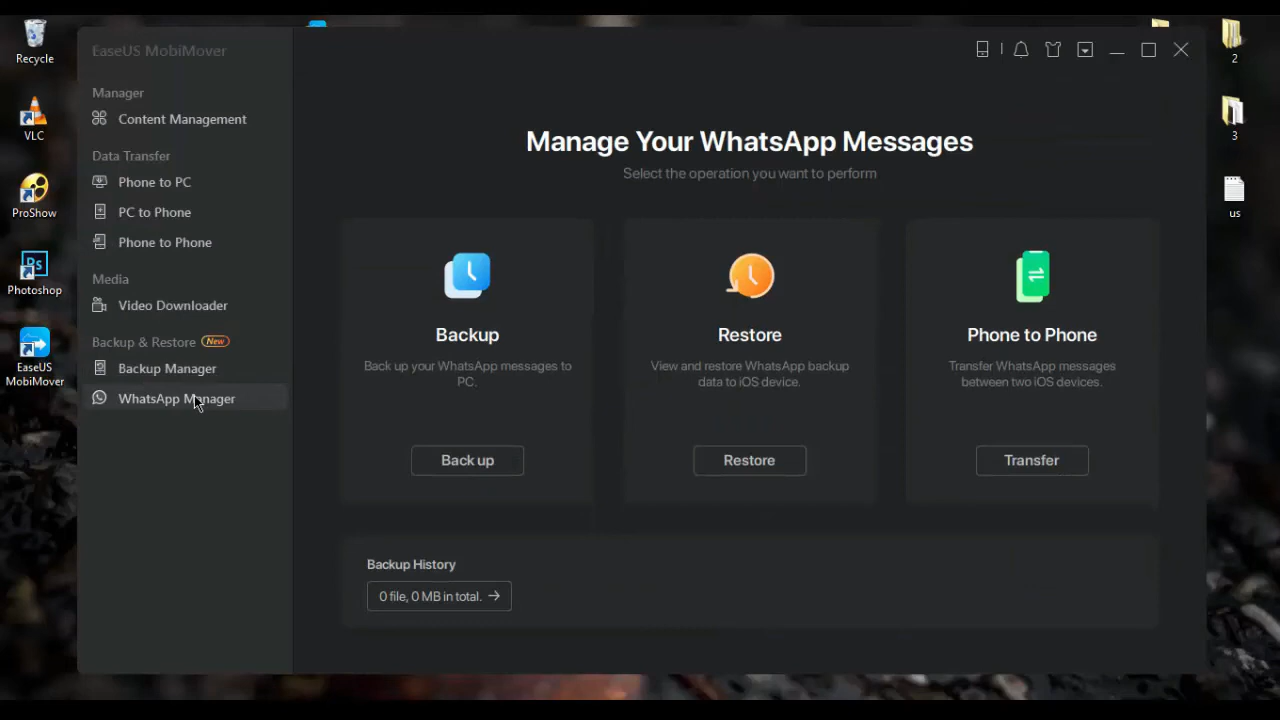 Recycle
VLC
ProShow
Ps
Photoshop
EaseUS
MobiMover
EaseUS MobiMover
Manager
Content Management
Data Transfer
Phone to PC
PC to Phone
Phone to Phone
Media
Video Downloader
Backup & Restore New
Backup Manager
WhatsApp Manager
Manage Your WhatsApp Messages
Select the operation you want to perform
Backup
Back up your WhatsApp messages to
PC.
Back up
Restore
View and restore WhatsApp backup
data to iOS device.
Restore
Phone to Phone
Transfer WhatsApp messages
between two iOS devices.
Transfer
Backup History
0 file, 0 MB in total.
2
3
us